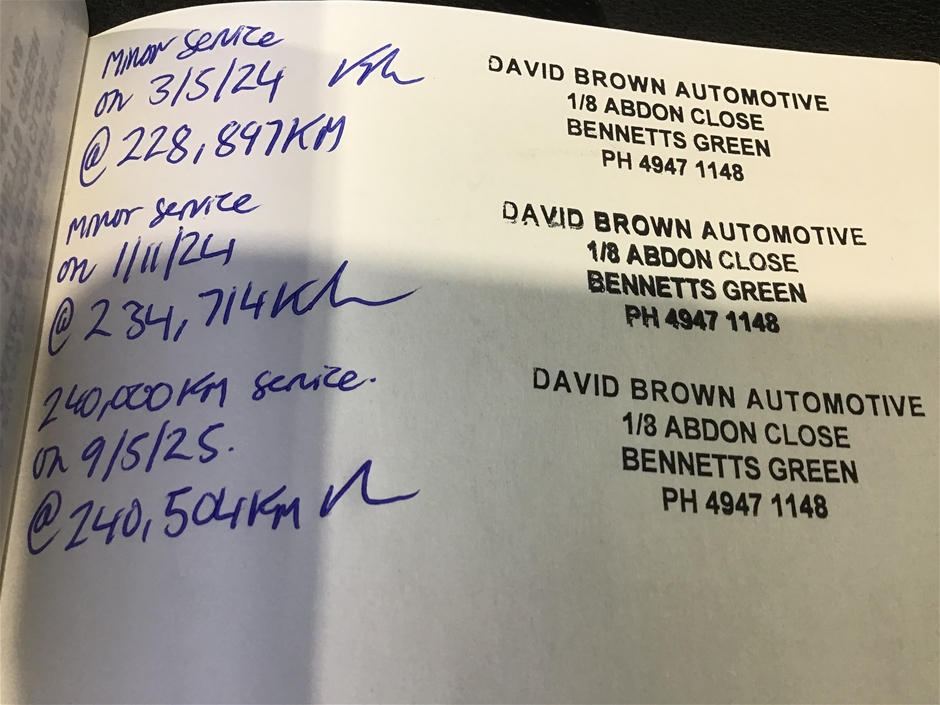 Minor service
on 3/5/24
@ 228,897KM
DAVID BROWN AUTOMOTIVE
1/8 ABDON CLOSE
BENNETTS GREEN
PH 4947 1148
Minor service
on 1/11/24
@ 234,714K
DAVID BROWN AUTOMOTIVE
1/8 ABDON CLOSE
BENNETTS GREEN
PH 4947 1148
240,000KM service.
on 9/5/25.
@ 240,504KM
DAVID BROWN AUTOMOTIVE
1/8 ABDON CLOSE
BENNETTS GREEN
PH 4947 1148